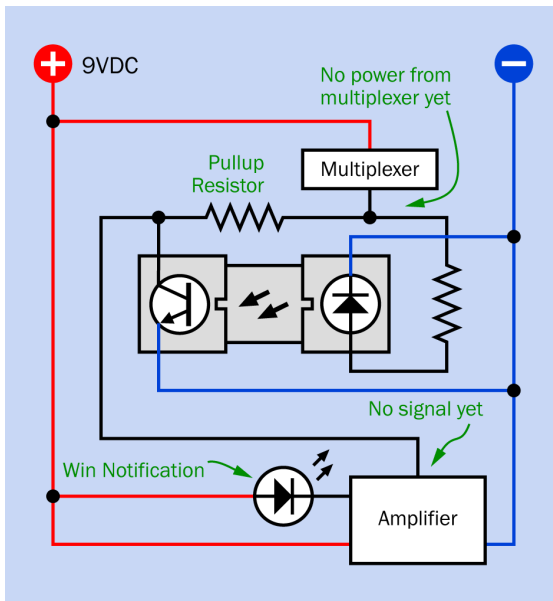 9VDC
No power from
multiplexer yet
Pullup
Resistor
Multiplexer
No signal yet
Win Notification
Amplifier